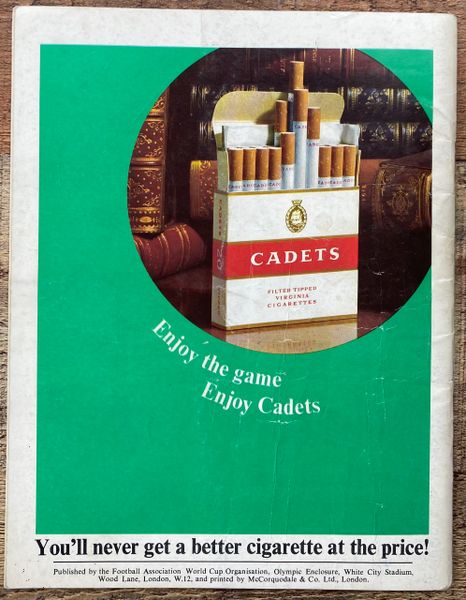 CADETS
FILTER TIPPED
VIRGINIA
CIGARETTES
Enjoy the game
Enjoy Cadets
You'll never get a better cigarette at the price!
Published by the Football Association World Cup Organisation, Olympic Enclosure, White City Stadium,
Wood Lane, London, W.12, and printed by McCorquodale & Co. Ltd., London.